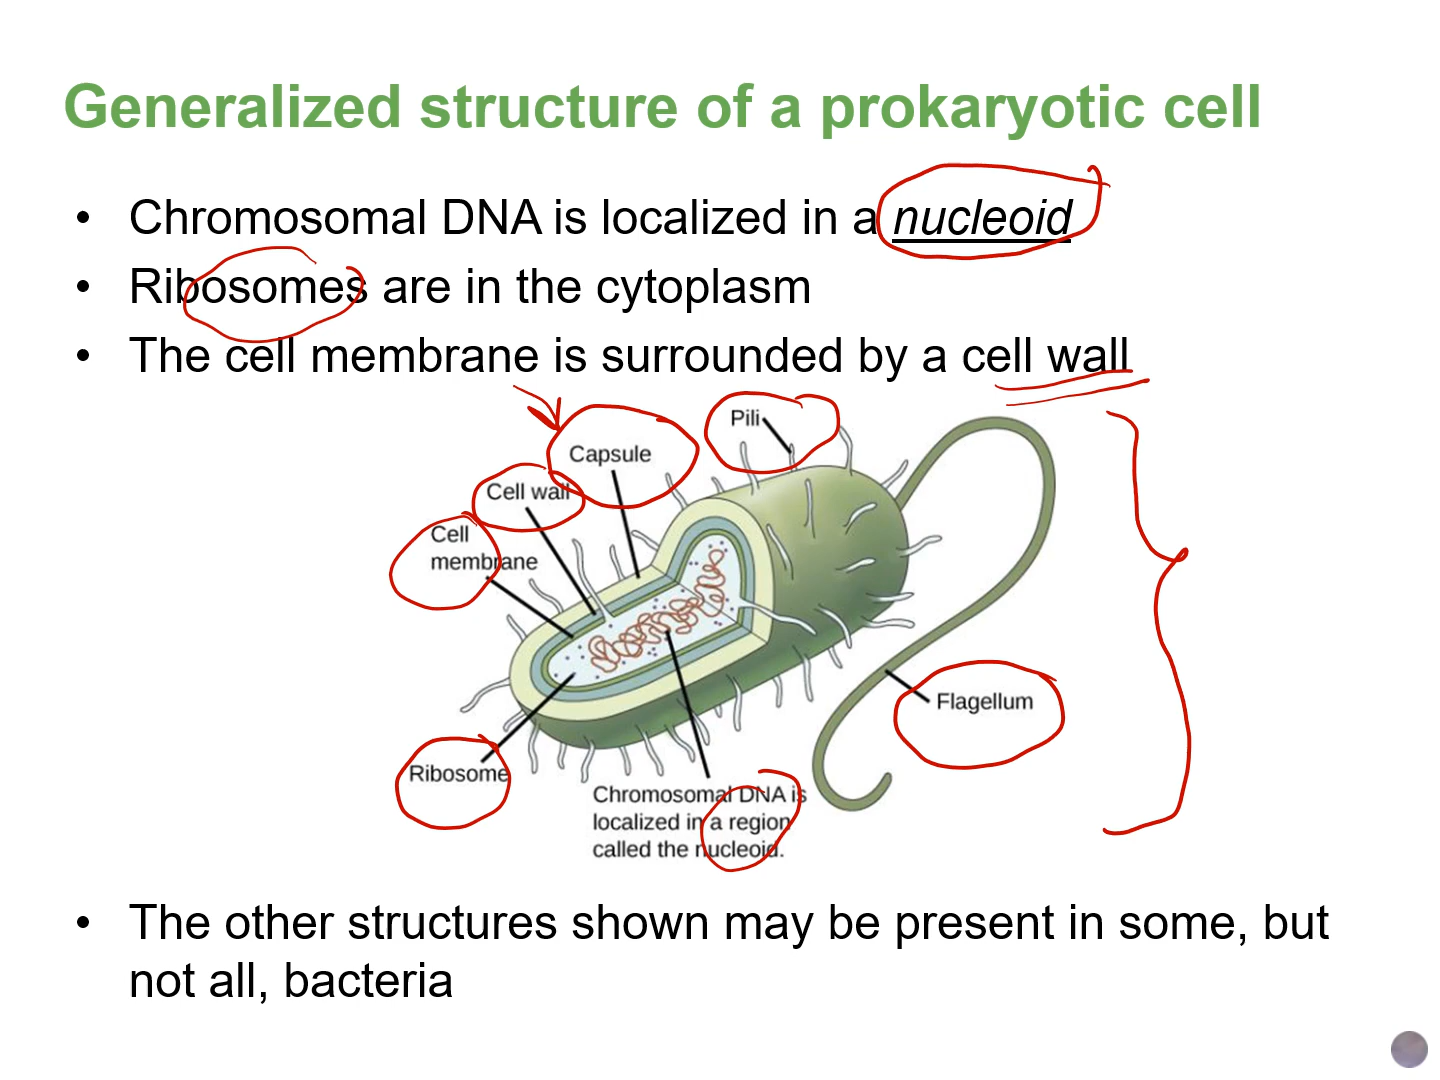 Generalized structure of a prokaryotic cell
• Chromosomal DNA is localized in a nucleoid
• Ribosomes are in the cytoplasm
• The cell membrane is surrounded by a cell wall
Pili
Capsule
Cell wall
Cell
membrane
Flagellum
Ribosome
Chromosomal DNA is
localized in a region
called the nucleoid.
• The other structures shown may be present in some, but
not all, bacteria